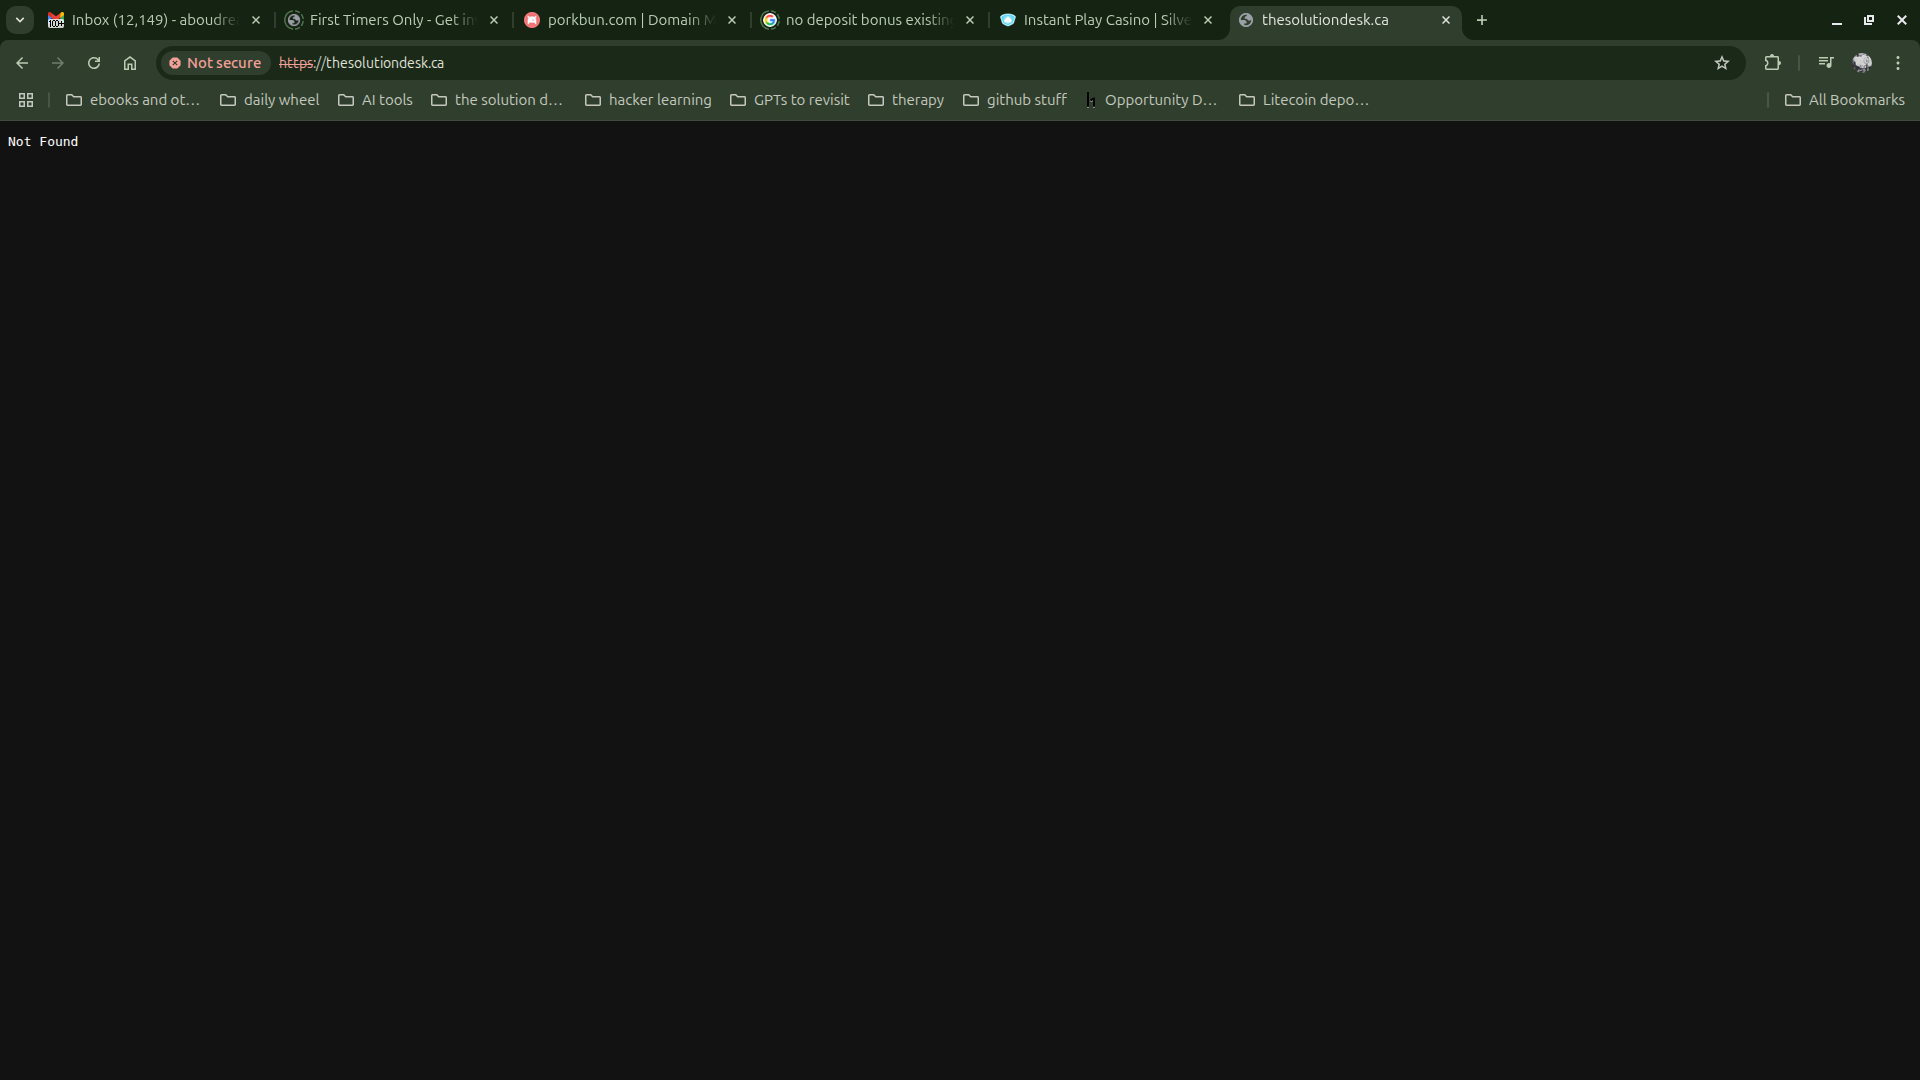 Inbox (12,149) - aboudre
First Timers Only - Get in
porkbun.com | Domain M
no deposit bonus existin
Instant Play Casino | Silve
thesolutiondesk.ca
Not secure
https://thesolutiondesk.ca
ebooks and ot…
daily wheel
AI tools
the solution d…
hacker learning
GPTs to revisit
therapy
github stuff
Opportunity D…
Litecoin depo…
All Bookmarks
Not Found